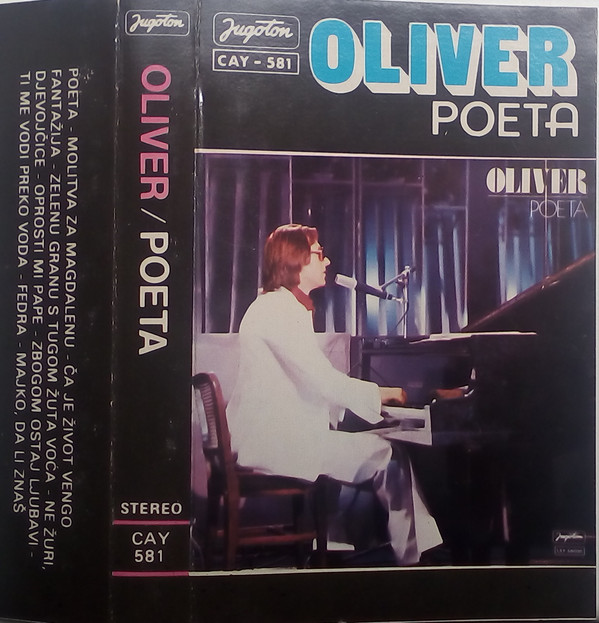 POETA - MOLITVA ZA MAGDALENU - ČA JE ŽIVOT VENGO
FANTAŽIJA - ZELENU GRANU S TUGOM ŽUTA VOĆA - NE ŽURI,
DJEVOJČICE - OPROSTI MI PAPE - ZBOGOM OSTAJ LJUBAVI -
TI ME VODI PREKO VODA - FEDRA - MAJKO, DA LI ZNAŠ
Jugoton
OLIVER / POETA
STEREO
CAY
581
Jugoton
CAY - 581
OLIVER
POETA
OLIVER
POETA
Jugoton